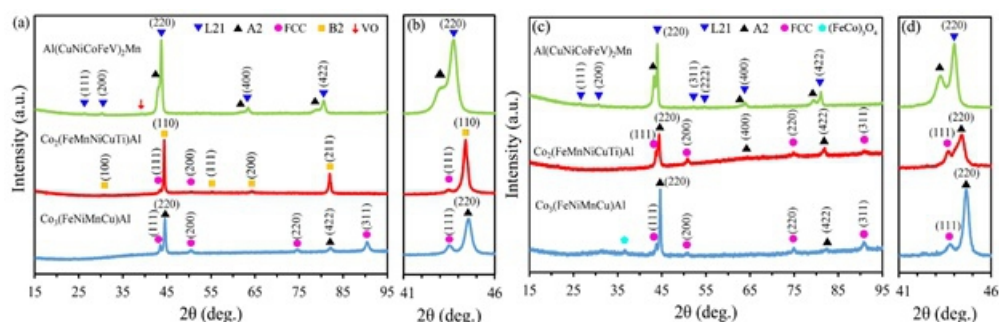 (a)
(220)
L21
A2
FCC
B2
VO
Al(CuNiCoFeV)₂Mn
(111)
(200)
(400)
(422)
Co₂(FeMnNiCuTi)Al
(110)
(100)
(111)
(200)
(111)
(200)
(211)
Co₃(FeNiMnCu)Al
(220)
(111)
(200)
(220)
(422)
(311)
Intensity (a.u.)
15 25 35 45 55 65 75 85 95
2θ (deg.)
(b)
(220)
(110)
(111)
(220)
(111)
41 46
2θ (deg.)
(c)
L21
A2
FCC
(FeCo)₃O₄
(220)
Al(CuNiCoFeV)₂Mn
(111)
(200)
(311)
(222)
(400)
(422)
Co₂(FeMnNiCuTi)Al
(220)
(111)
(200)
(400)
(220)
(422)
(311)
Co₃(FeNiMnCu)Al
(220)
(111)
(200)
(220)
(422)
(311)
Intensity (a.u.)
15 25 35 45 55 65 75 85 95
2θ (deg.)
(d)
(220)
(220)
(111)
(220)
(111)
41 46
2θ (deg.)